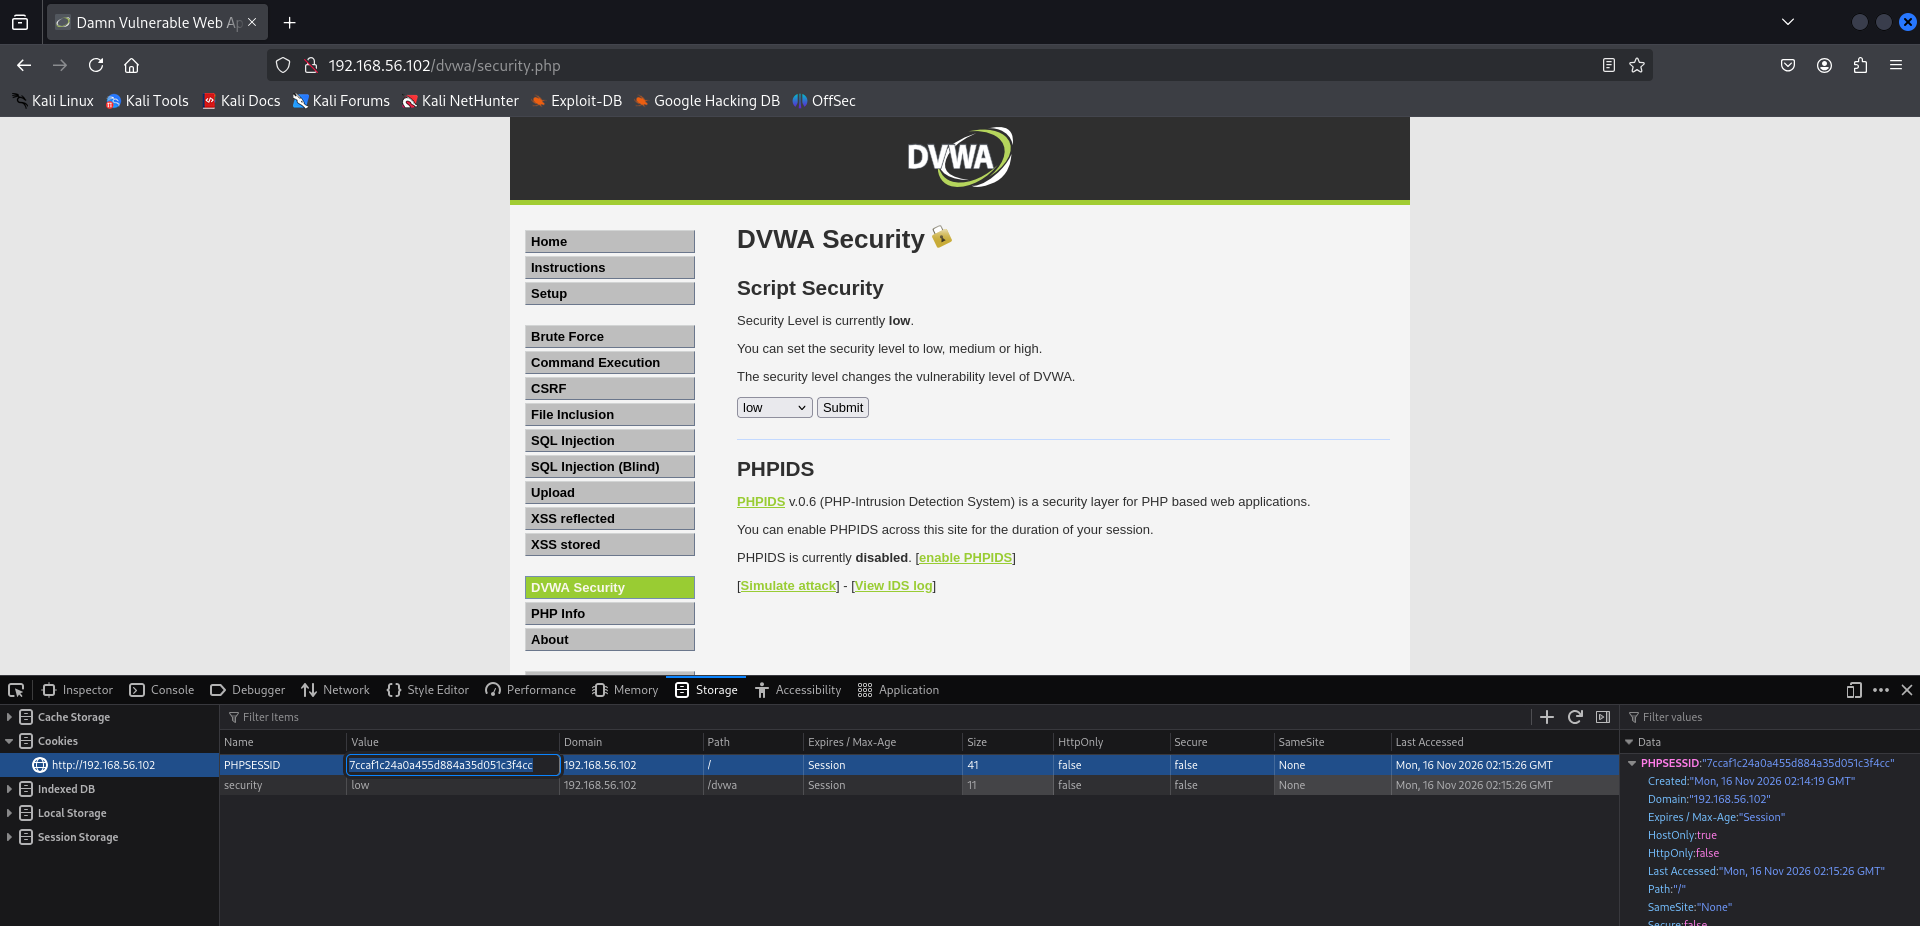 Damn Vulnerable Web Ap
192.168.56.102/dvwa/security.php
Kali Linux Kali Tools Kali Docs Kali Forums Kali NetHunter Exploit-DB Google Hacking DB OffSec
DVWA
Home
Instructions
Setup
Brute Force
Command Execution
CSRF
File Inclusion
SQL Injection
SQL Injection (Blind)
Upload
XSS reflected
XSS stored
DVWA Security
PHP Info
About
DVWA Security
Script Security
Security Level is currently low.
You can set the security level to low, medium or high.
The security level changes the vulnerability level of DVWA.
low Submit
PHPIDS
PHPIDS v.0.6 (PHP-Intrusion Detection System) is a security layer for PHP based web applications.
You can enable PHPIDS across this site for the duration of your session.
PHPIDS is currently disabled. [enable PHPIDS]
[Simulate attack] - [View IDS log]
Inspector Console Debugger Network Style Editor Performance Memory Storage Accessibility Application
Cache Storage
Cookies
http://192.168.56.102
Indexed DB
Local Storage
Session Storage
Filter Items
Name Value Domain Path Expires / Max-Age Size HttpOnly Secure SameSite Last Accessed
PHPSESSID 7ccaf1c24a0a455d884a35d051c3f4cc 192.168.56.102 / Session 41 false false None Mon, 16 Nov 2026 02:15:26 GMT
security low 192.168.56.102 /dvwa Session 11 false false None Mon, 16 Nov 2026 02:15:26 GMT
Filter values
Data
PHPSESSID:"7ccaf1c24a0a455d884a35d051c3f4cc"
Created:"Mon, 16 Nov 2026 02:14:19 GMT"
Domain:"192.168.56.102"
Expires / Max-Age:"Session"
HostOnly:true
HttpOnly:false
Last Accessed:"Mon, 16 Nov 2026 02:15:26 GMT"
Path:"/"
SameSite:"None"
Secure:false